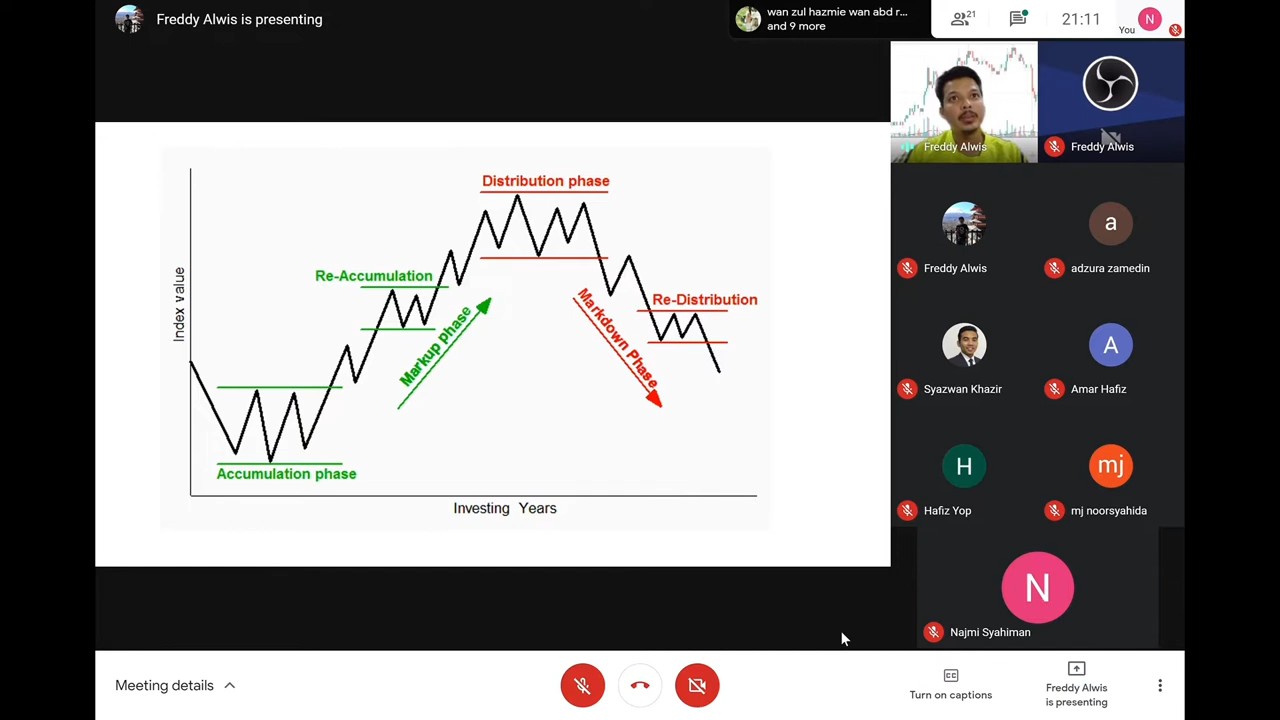 Freddy Alwis is presenting
wan zul hazmie wan abd r...
and 9 more
21
21:11
You
N
Distribution phase
Re-Accumulation
Index value
Markup phase
Markdown Phase
Re-Distribution
Accumulation phase
Investing Years
Freddy Alwis
Freddy Alwis
a
Freddy Alwis
adzura zamedin
A
Syazwan Khazir
Amar Hafiz
H
mj
Hafiz Yop
mj noorsyahida
N
Najmi Syahiman
Meeting details
Turn on captions
Freddy Alwis
is presenting